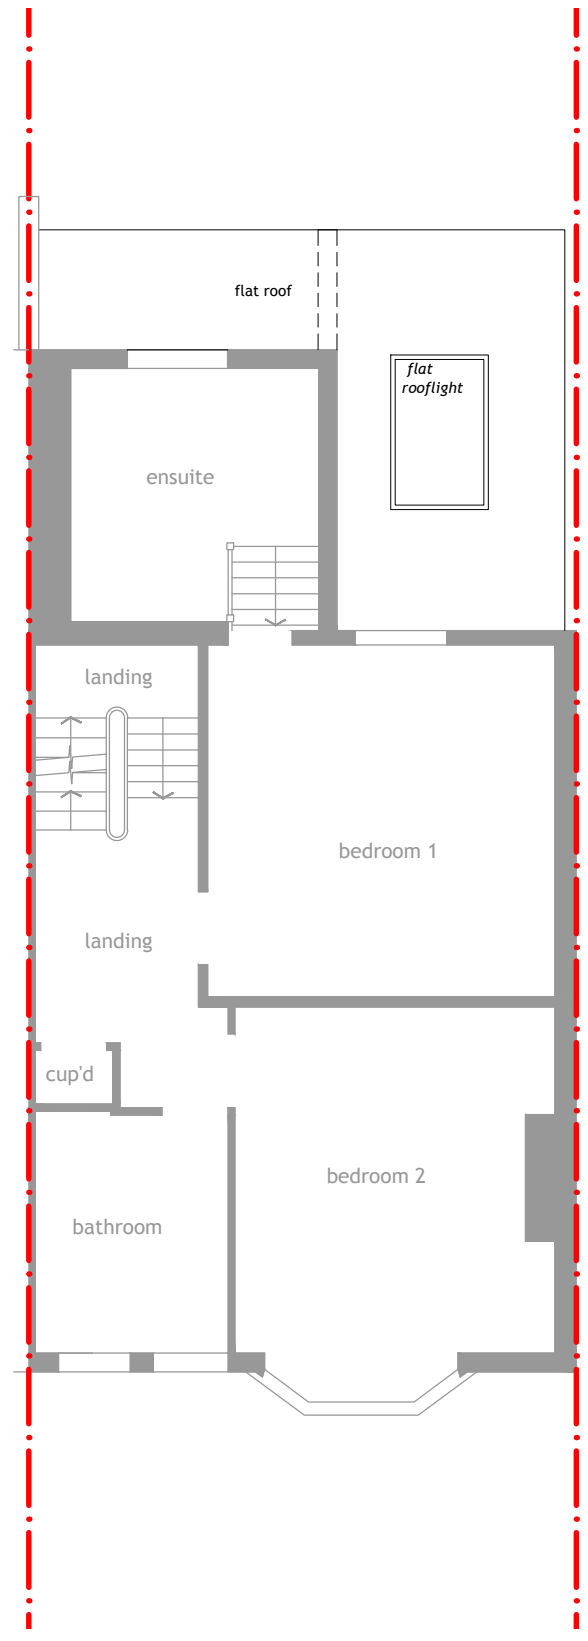 flat roof
flat
rooflight
ensuite
landing
bedroom 1
landing
cup'd
bedroom 2
bathroom